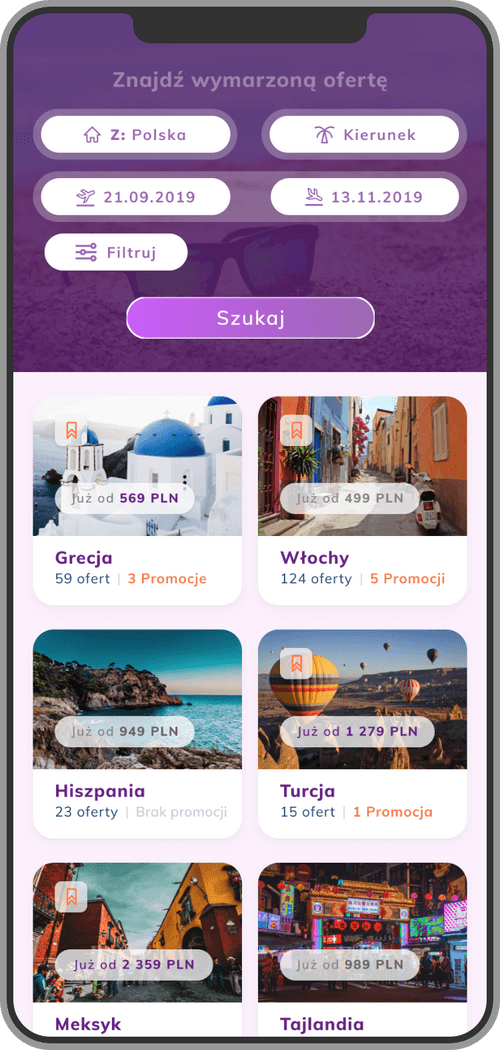 Znajdź wymarzoną ofertę
Z: Polska
Kierunek
21.09.2019
13.11.2019
Filtruj
Szukaj
Już od 569 PLN
Już od 499 PLN
Grecja
59 ofert | 3 Promocje
Włochy
124 oferty | 5 Promocji
Już od 949 PLN
Już od 1 279 PLN
Hiszpania
23 oferty | Brak promocji
Turcja
15 ofert | 1 Promocja
Już od 2 359 PLN
Już od 989 PLN
Meksyk
Tajlandia